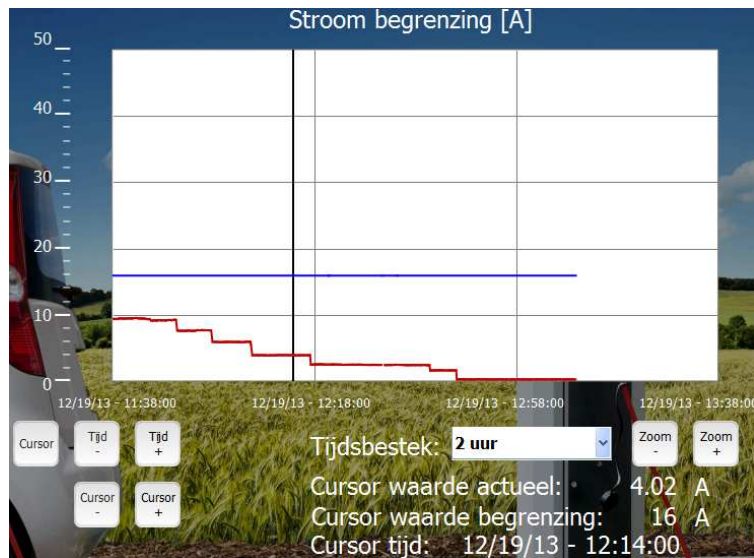 Stroom begrenzing [A]
50
40
30
20
10
0
12/19/13 - 11:38:00 12/19/13 - 12:18:00 12/19/13 - 12:58:00 12/19/13 - 13:38:00
Cursor Tijd - Tijd + Tijdsbestek: 2 uur Zoom - Zoom +
Cursor - Cursor + Cursor waarde actueel: 4.02 A
Cursor waarde begrenzing: 16 A
Cursor tijd: 12/19/13 - 12:14:00